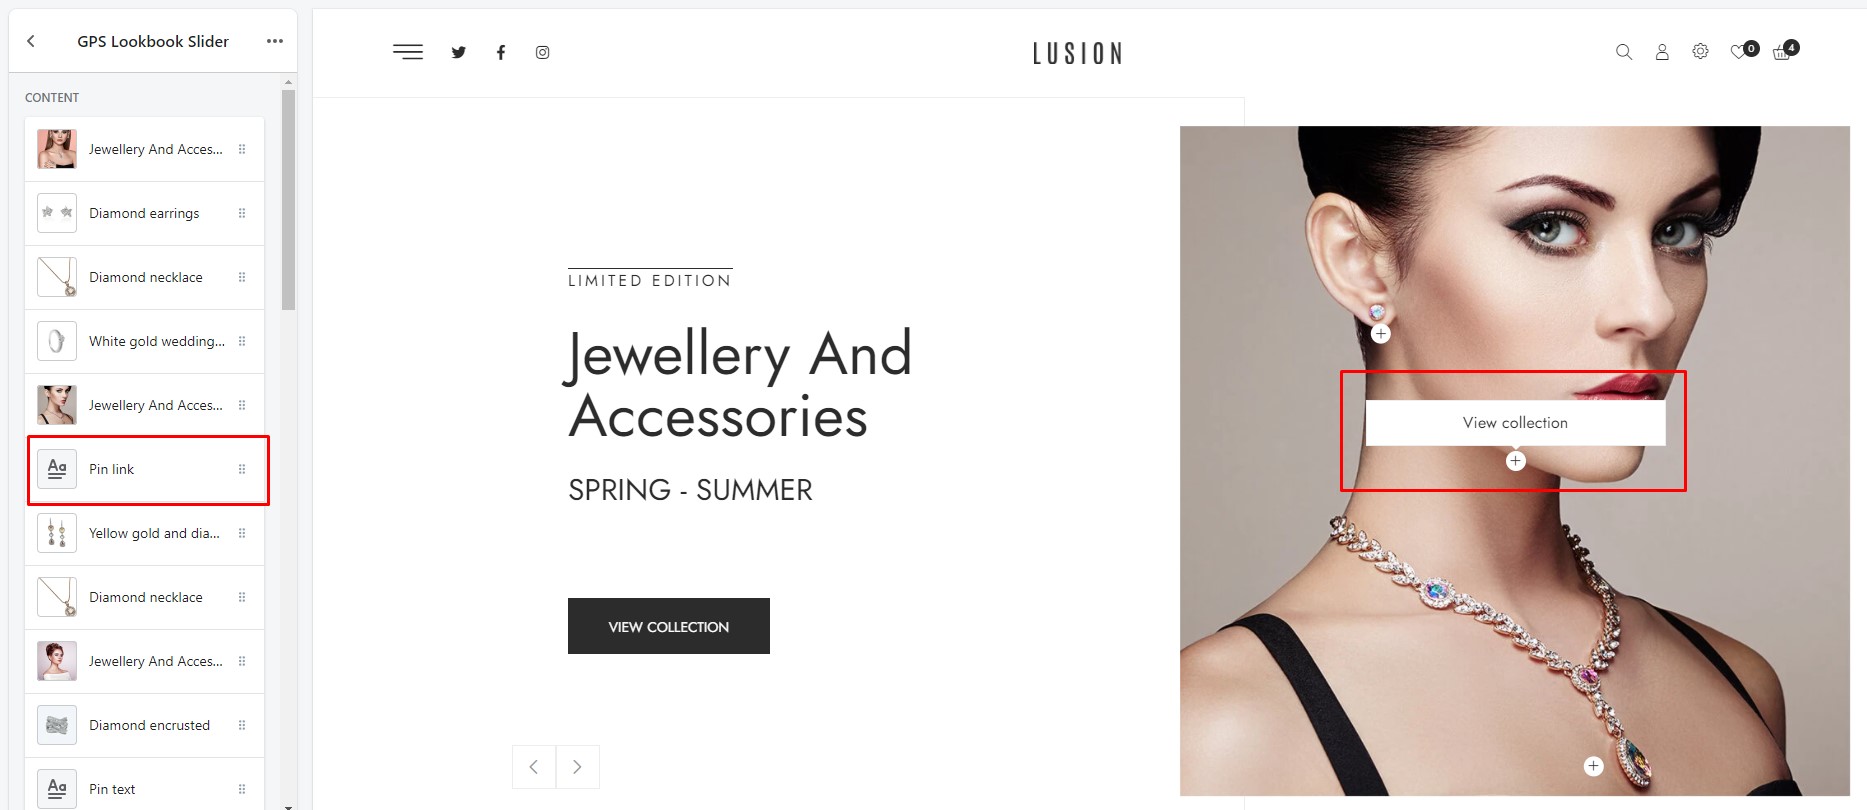 GPS Lookbook Slider
CONTENT
Jewellery And Acces...
Diamond earrings
Diamond necklace
White gold wedding...
Jewellery And Acces...
Aa
Pin link
Yellow gold and dia...
Diamond necklace
Jewellery And Acces...
Diamond encrusted
Aa
Pin text
LUSION
0
4
LIMITED EDITION
Jewellery And
Accessories
SPRING - SUMMER
VIEW COLLECTION
View collection